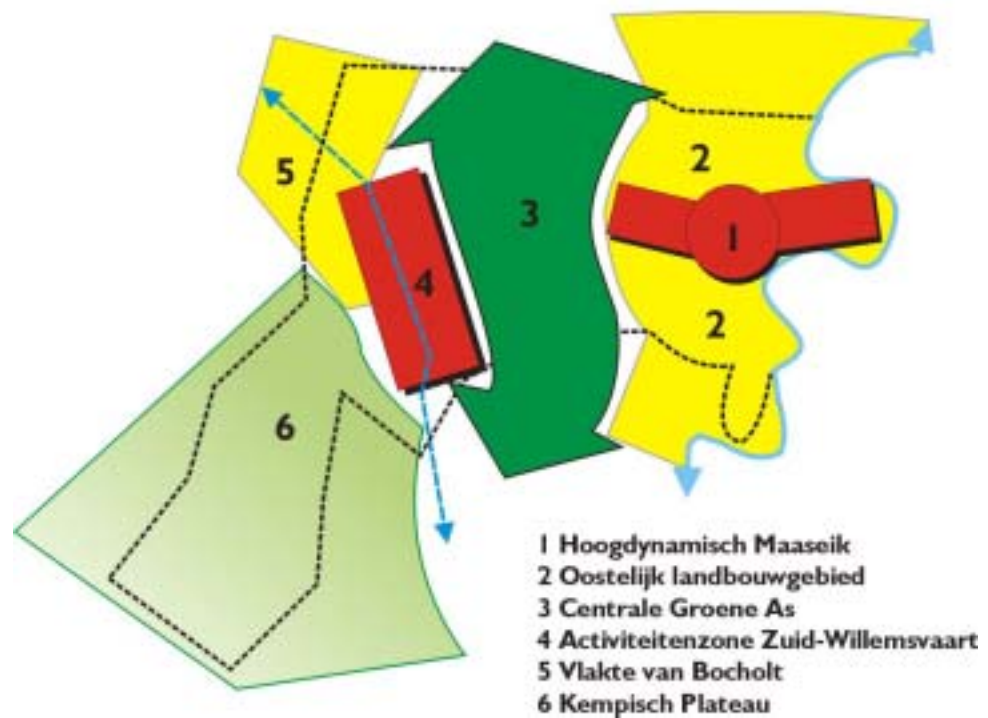 5
2
3
1
4
2
6
1 Hoogdynamisch Maaseik
2 Oostelijk landbouwgebied
3 Centrale Groene As
4 Activiteitenzone Zuid-Willemsvaart
5 Vlakte van Bocholt
6 Kempisch Plateau